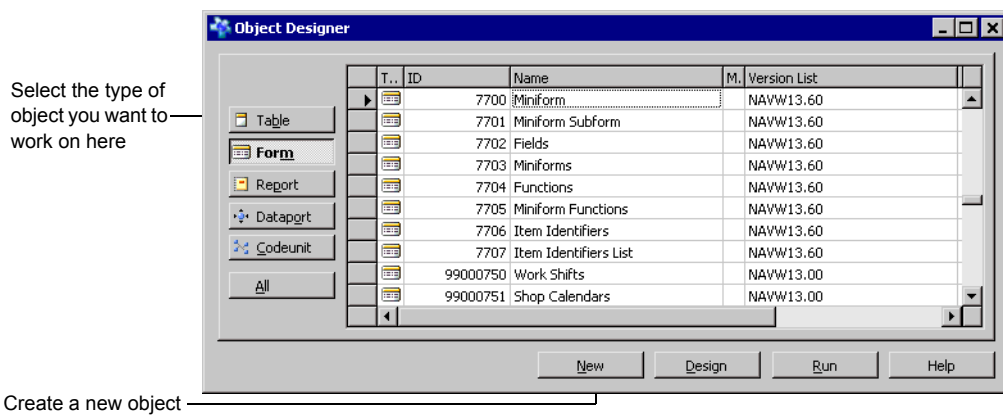 Object Designer
Select the type of
object you want to
work on here
Table
Form
Report
Dataport
Codeunit
All
T.. ID Name M. Version List
7700 Miniform NAVW13.60
7701 Miniform Subform NAVW13.60
7702 Fields NAVW13.60
7703 Miniforms NAVW13.60
7704 Functions NAVW13.60
7705 Miniform Functions NAVW13.60
7706 Item Identifiers NAVW13.60
7707 Item Identifiers List NAVW13.60
99000750 Work Shifts NAVW13.00
99000751 Shop Calendars NAVW13.00
New Design Run Help
Create a new object